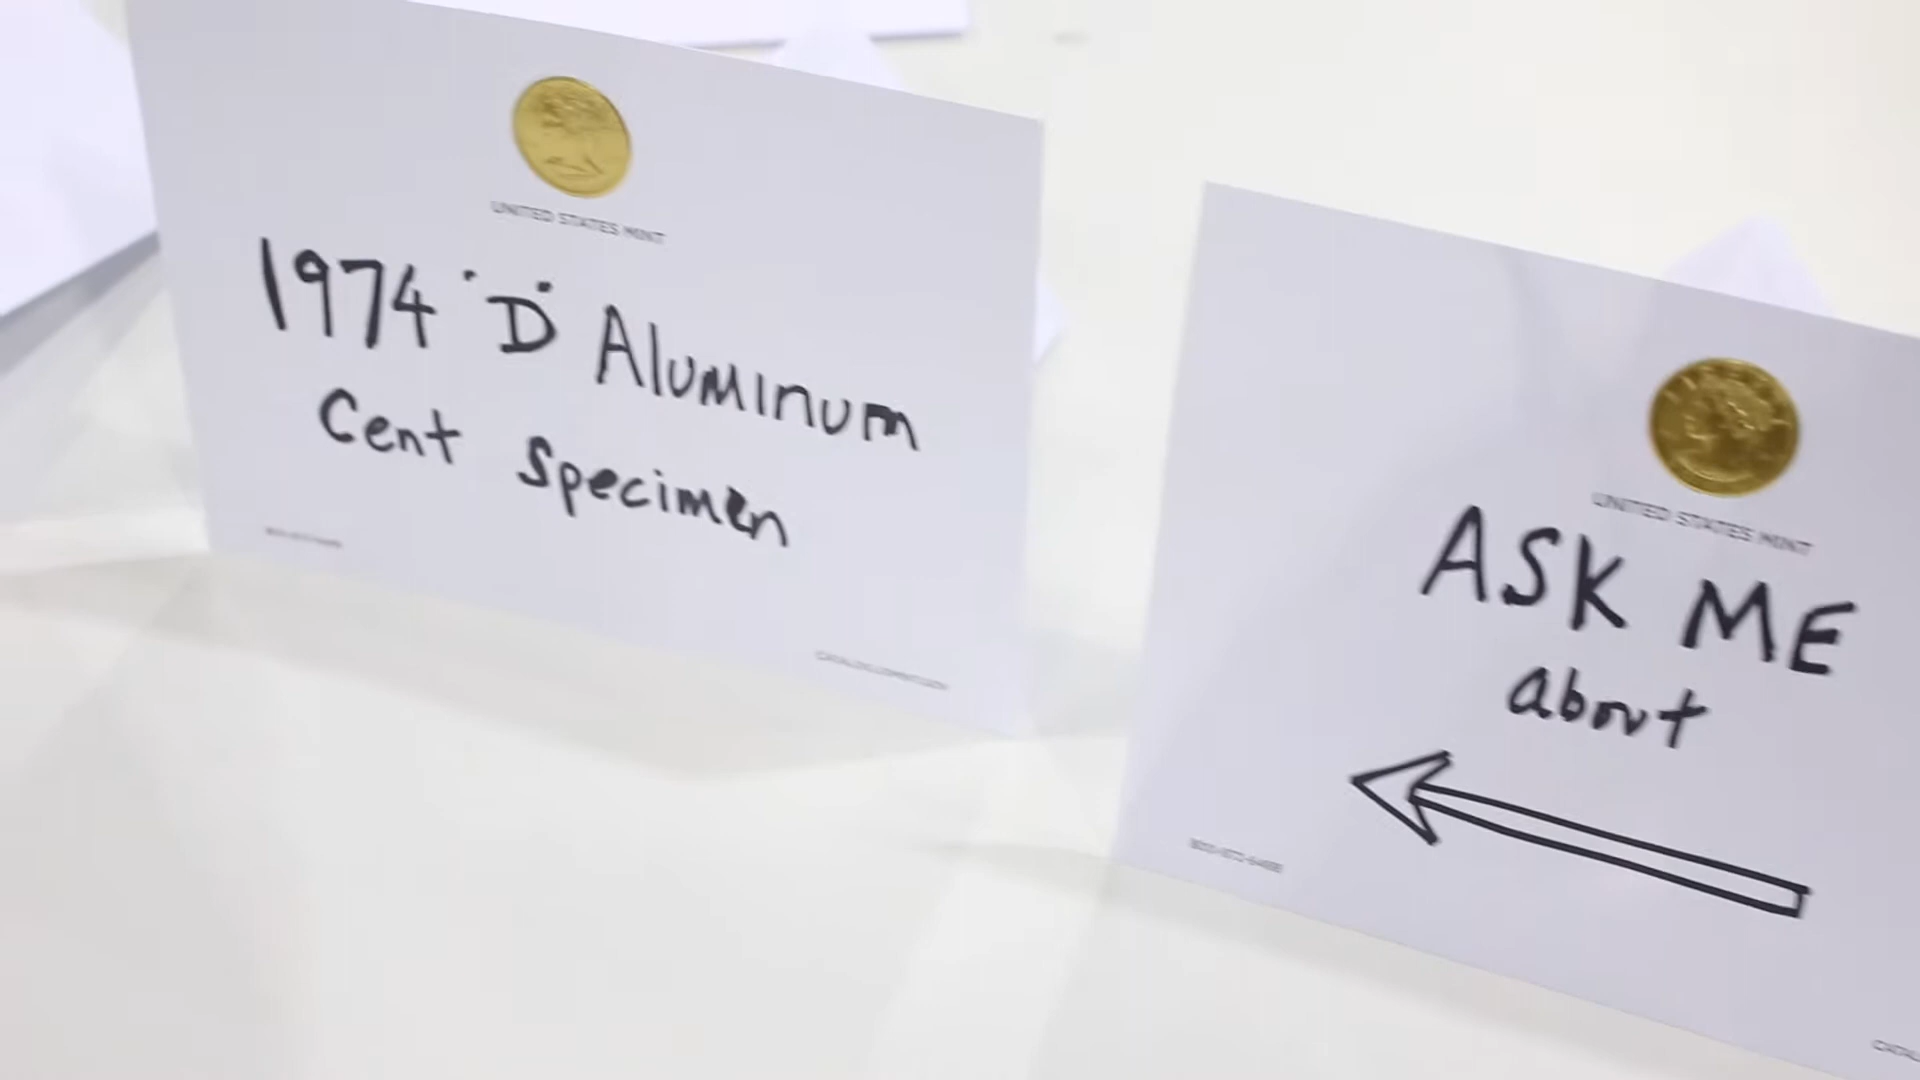 UNITED STATES MINT
1974 "D" Aluminum
Cent Specimen
UNITED STATES MINT
ASK ME
about